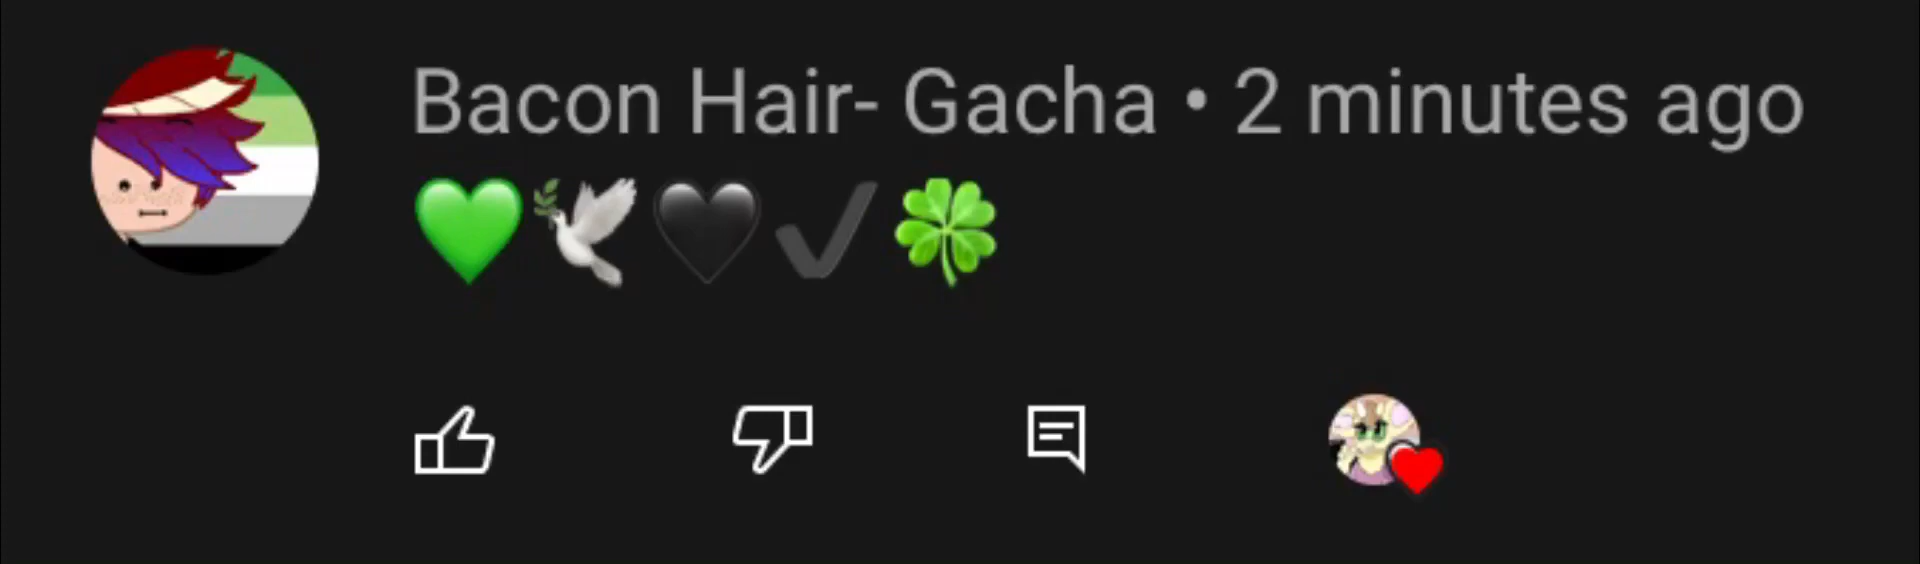 Bacon Hair- Gacha • 2 minutes ago
💚🕊️🖤✔️🍀